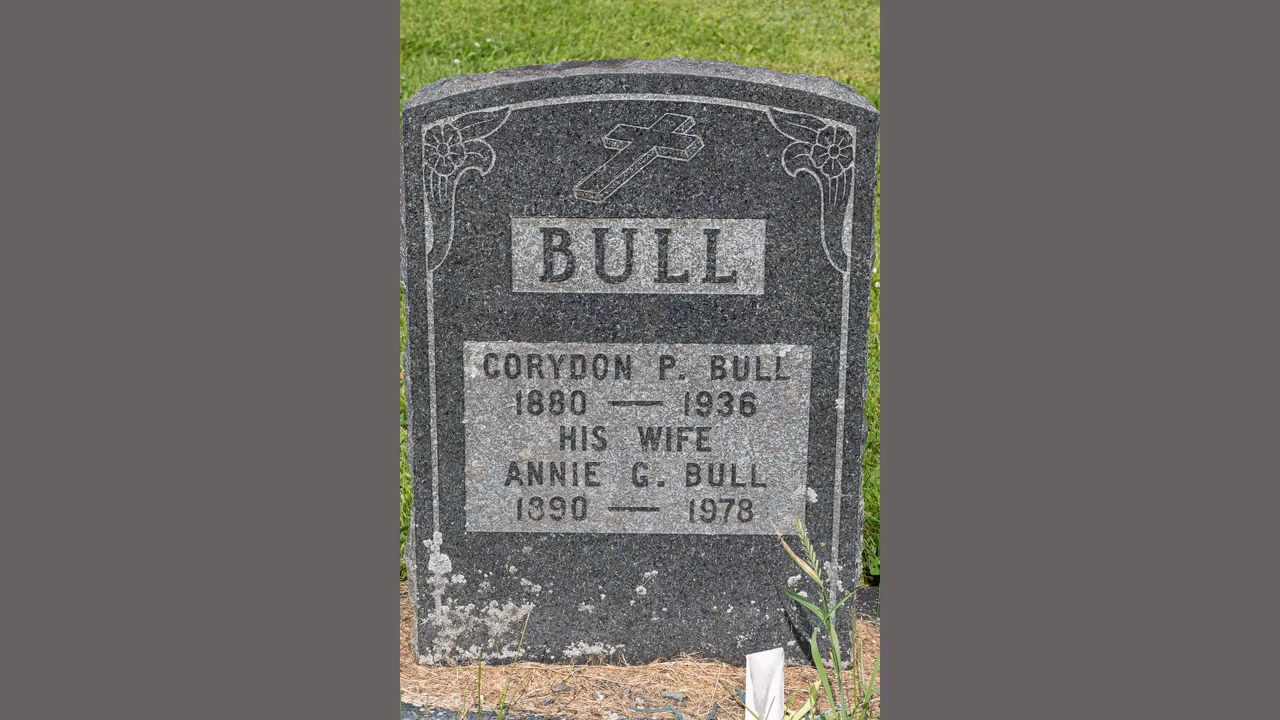 BULL
CORYDON P. BULL
1880 — 1936
HIS WIFE
ANNIE G. BULL
1890 — 1978